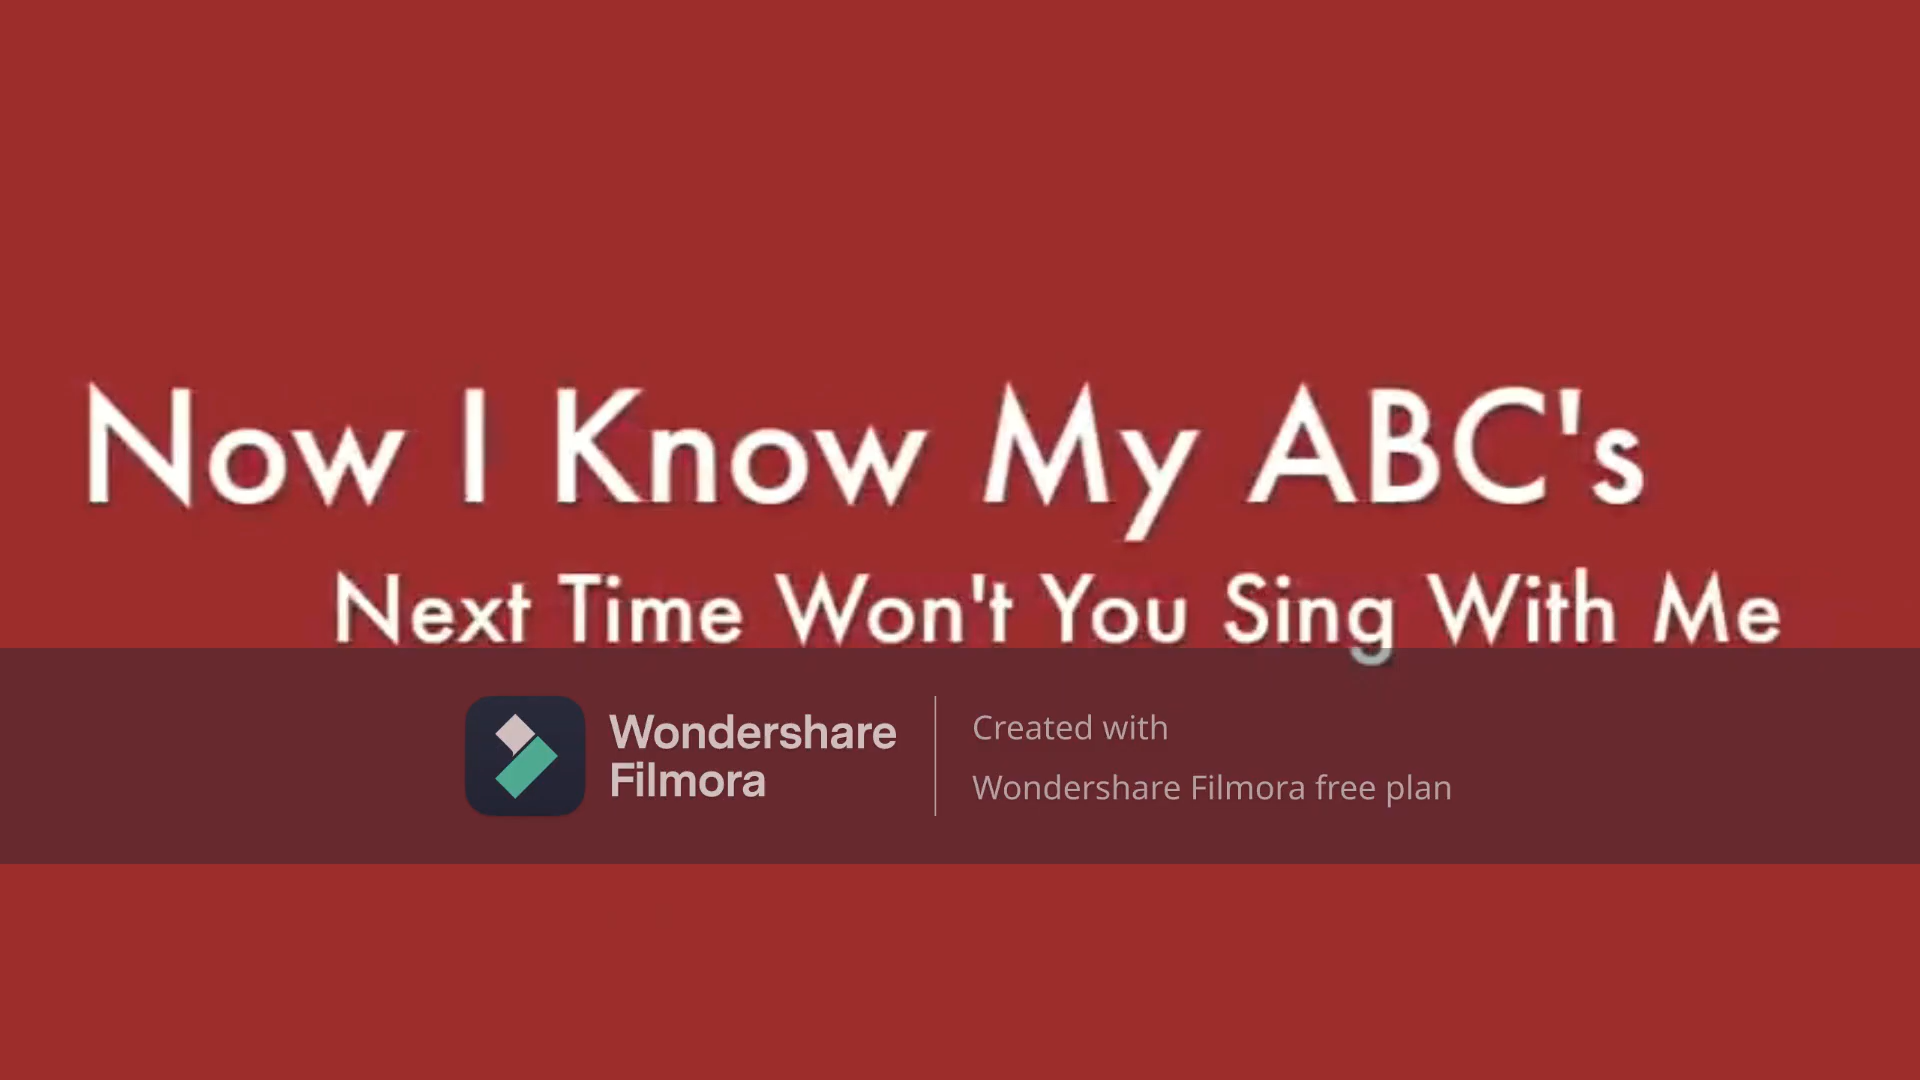 Now I Know My ABC's
Next Time Won't You Sing With Me
Wondershare
Filmora
Created with
Wondershare Filmora free plan